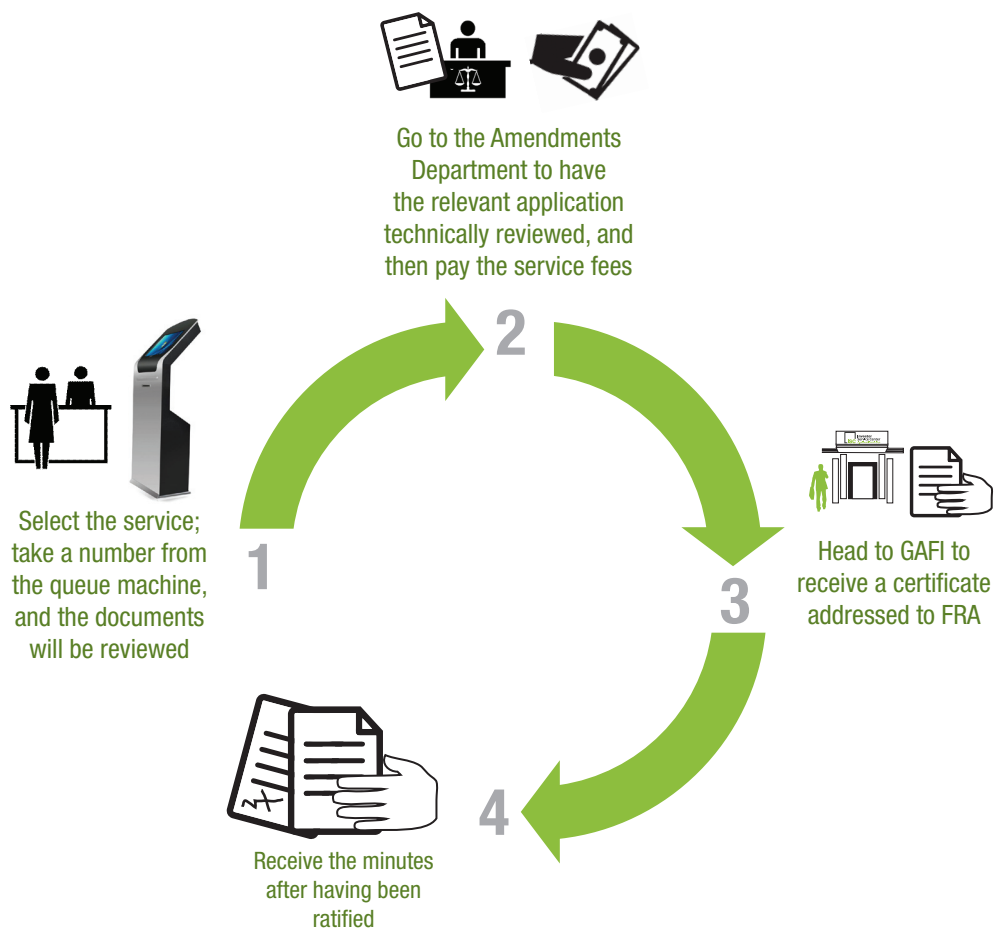 Go to the Amendments
Department to have
the relevant application
technically reviewed, and
then pay the service fees
2
Select the service;
take a number from
the queue machine,
and the documents
will be reviewed
1
Head to GAFI to
receive a certificate
addressed to FRA
3
4
Receive the minutes
after having been
ratified